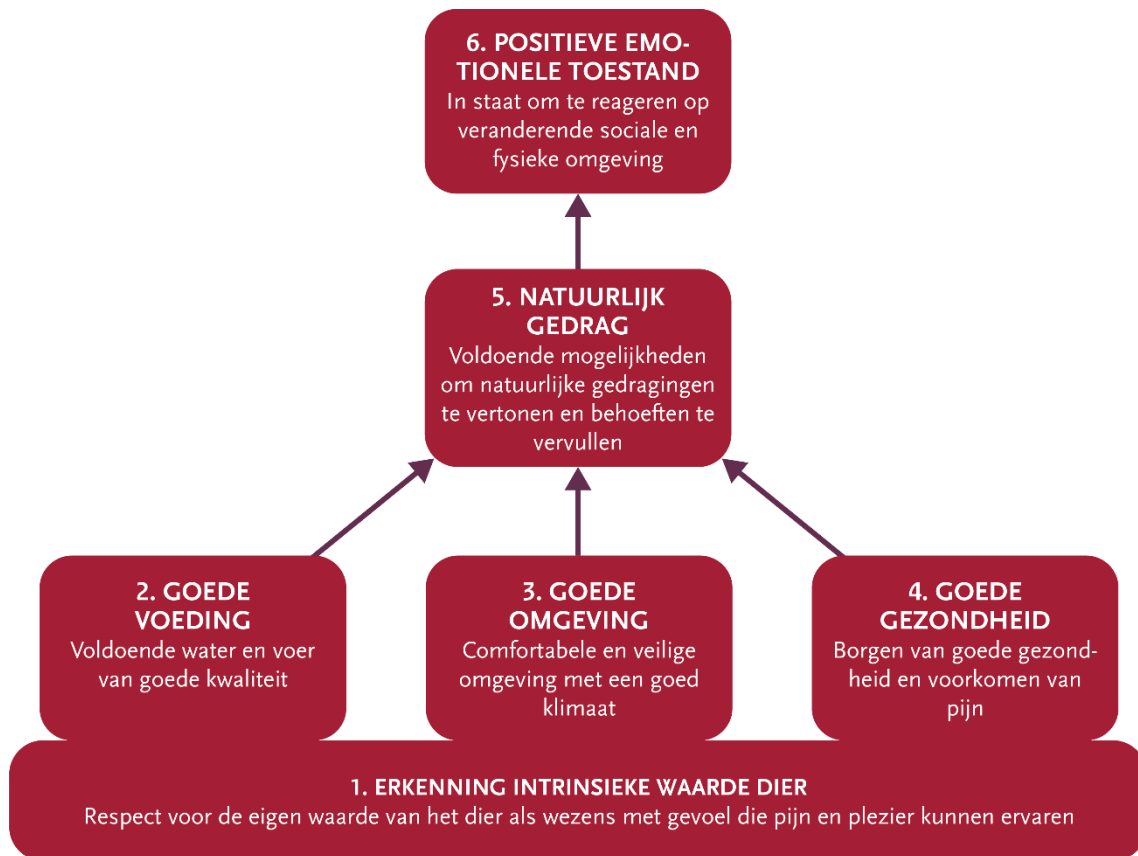 6. POSITIEVE EMO-
TIONELE TOESTAND
In staat om te reageren op
veranderende sociale en
fysieke omgeving
5. NATUURLIJK
GEDRAG
Voldoende mogelijkheden
om natuurlijke gedragingen
te vertonen en behoeften te
vervullen
2. GOEDE
VOEDING
Voldoende water en voer
van goede kwaliteit
3. GOEDE
OMGEVING
Comfortabele en veilige
omgeving met een goed
klimaat
4. GOEDE
GEZONDHEID
Borgen van goede gezond-
heid en voorkomen van
pijn
1. ERKENNING INTRINSIEKE WAARDE DIER
Respect voor de eigen waarde van het dier als wezens met gevoel die pijn en plezier kunnen ervaren